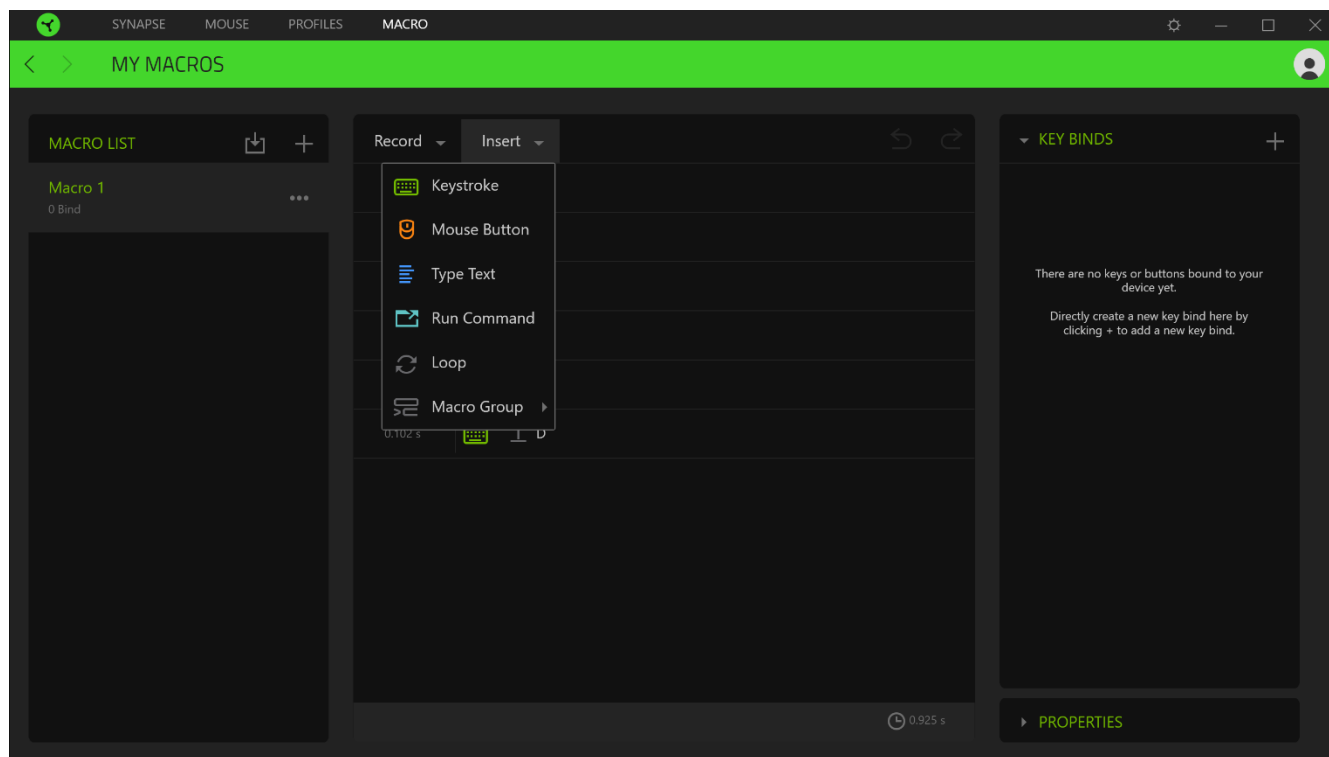 SYNAPSE MOUSE PROFILES MACRO
MY MACROS
MACRO LIST
Macro 1
0 Bind
Record Insert
Keystroke
Mouse Button
Type Text
Run Command
Loop
Macro Group
0.102 s D
0.925 s
KEY BINDS
There are no keys or buttons bound to your
device yet.
Directly create a new key bind here by
clicking + to add a new key bind.
PROPERTIES